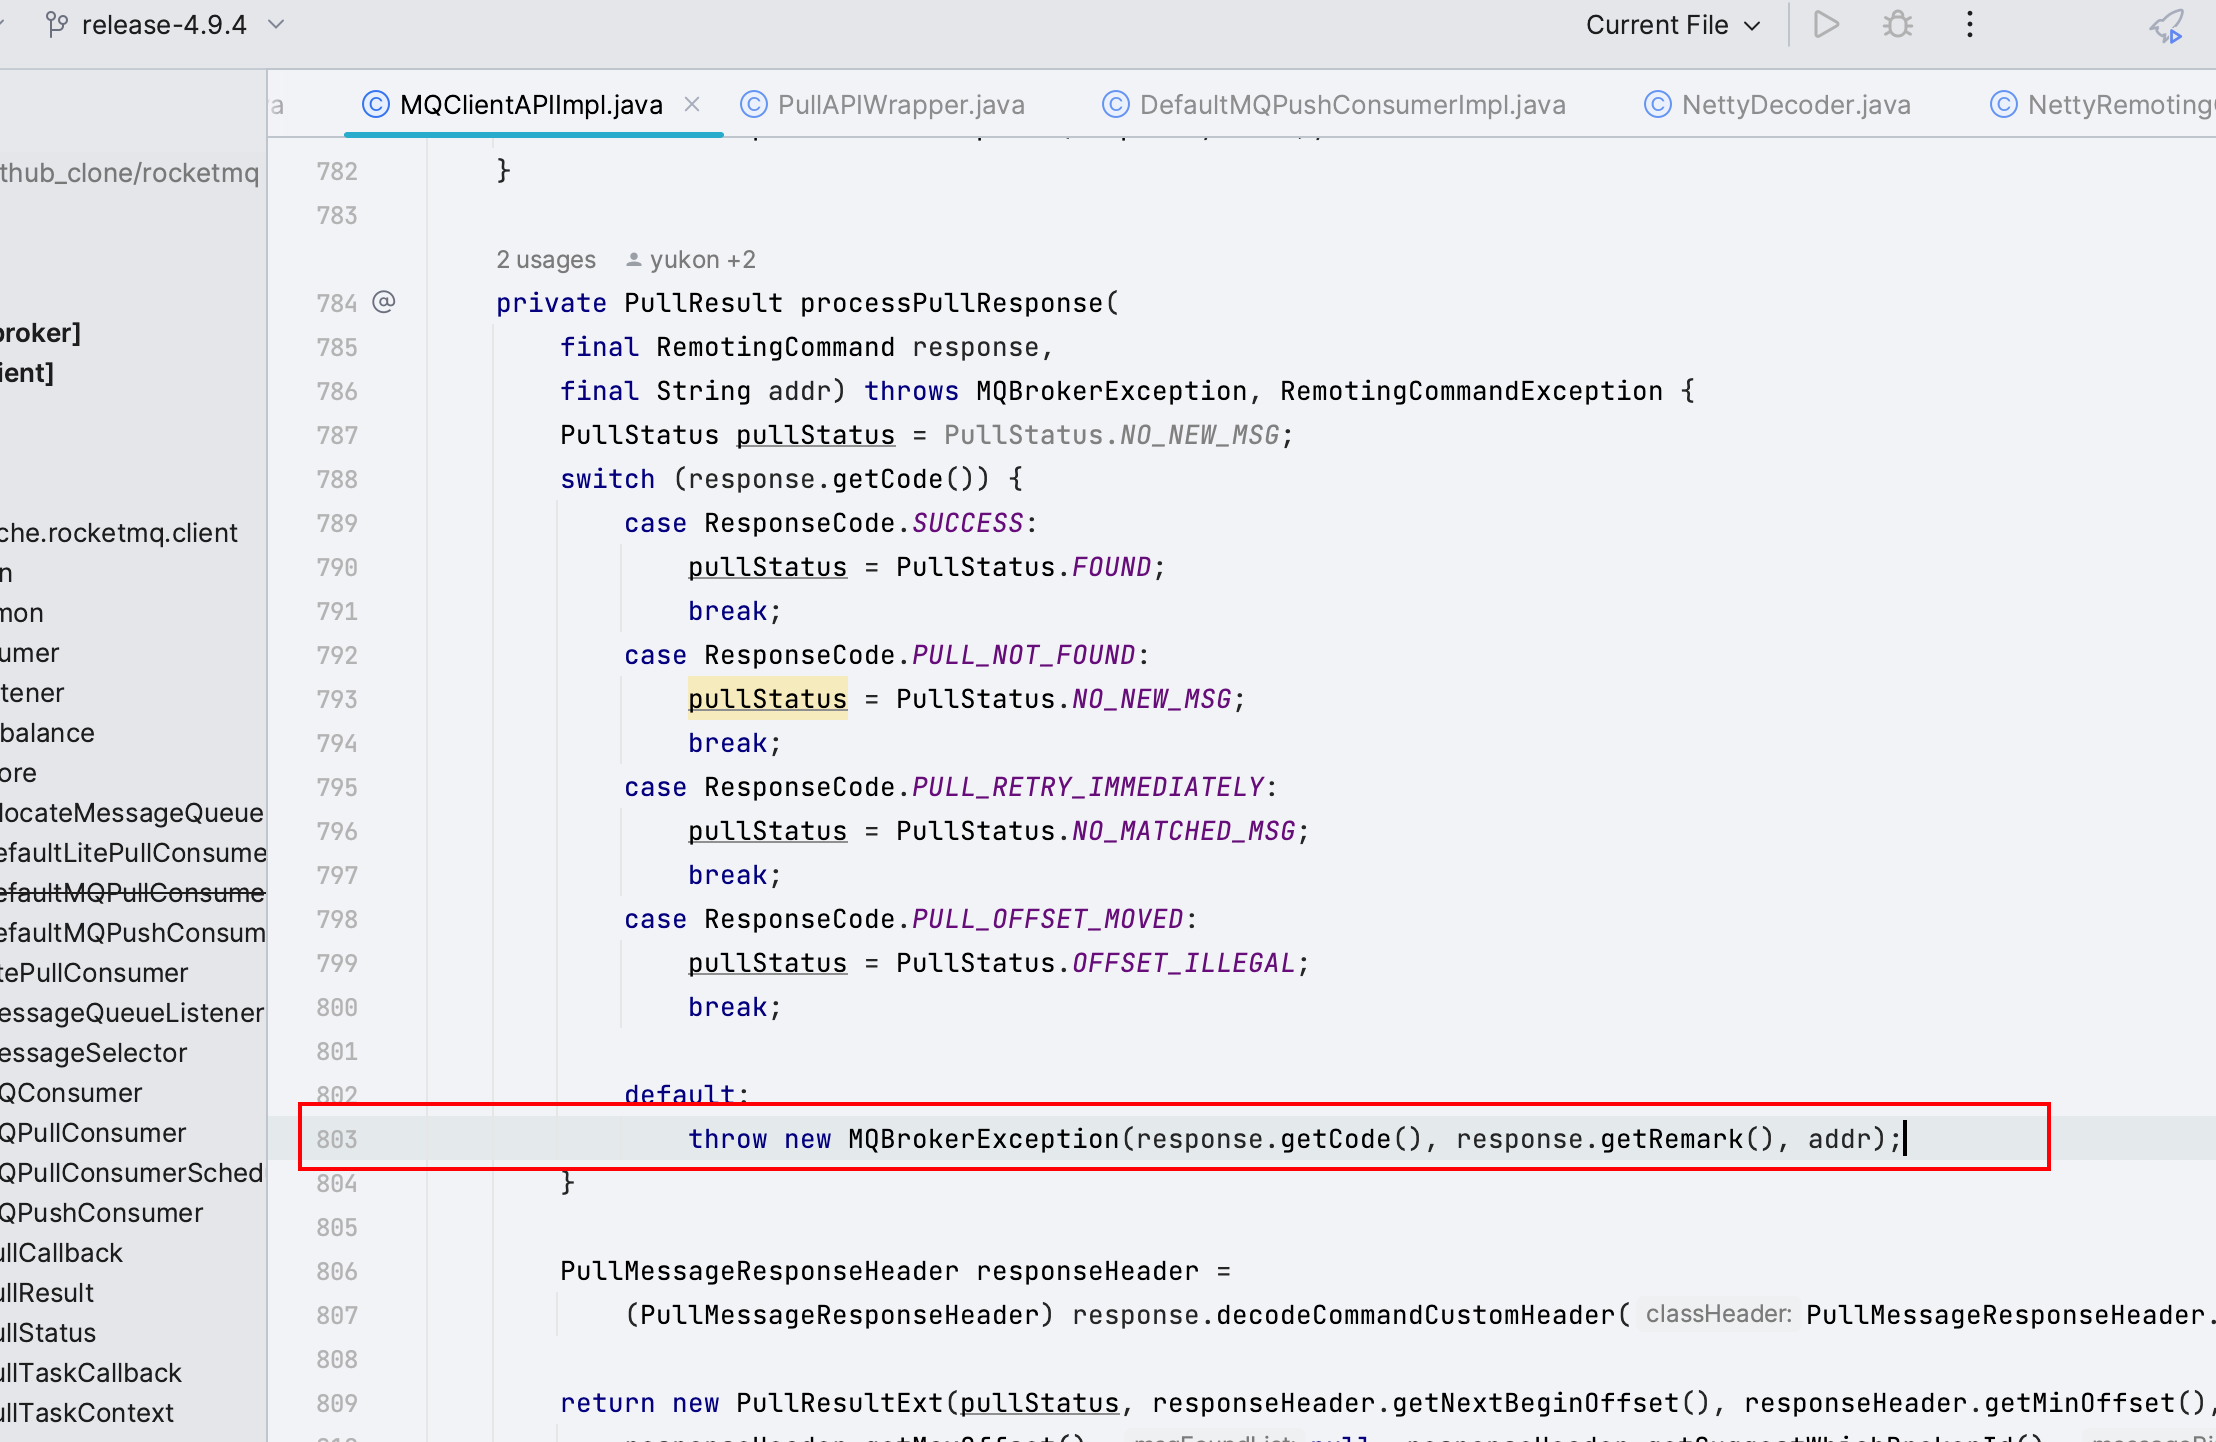 release-4.9.4
Current File
a
MQClientAPIImpl.java
PullAPIWrapper.java
DefaultMQPushConsumerImpl.java
NettyDecoder.java
NettyRemoting
thub_clone/rocketmq
broker]
ient]
che.rocketmq.client
n
mon
umer
tener
balance
ore
locateMessageQueue
efaultLitePullConsume
efaultMQPullConsume
efaultMQPushConsum
tePullConsumer
essageQueueListener
essageSelector
QConsumer
QPullConsumer
QPullConsumerSched
QPushConsumer
ullCallback
ullResult
ullStatus
ullTaskCallback
ullTaskContext
782 }
783
2 usages yukon +2
784 @ private PullResult processPullResponse(
785 final RemotingCommand response,
786 final String addr) throws MQBrokerException, RemotingCommandException {
787 PullStatus pullStatus = PullStatus.NO_NEW_MSG;
788 switch (response.getCode()) {
789 case ResponseCode.SUCCESS:
790 pullStatus = PullStatus.FOUND;
791 break;
792 case ResponseCode.PULL_NOT_FOUND:
793 pullStatus = PullStatus.NO_NEW_MSG;
794 break;
795 case ResponseCode.PULL_RETRY_IMMEDIATELY:
796 pullStatus = PullStatus.NO_MATCHED_MSG;
797 break;
798 case ResponseCode.PULL_OFFSET_MOVED:
799 pullStatus = PullStatus.OFFSET_ILLEGAL;
800 break;
801
802 default:
803 throw new MQBrokerException(response.getCode(), response.getRemark(), addr);
804 }
805
806 PullMessageResponseHeader responseHeader =
807 (PullMessageResponseHeader) response.decodeCommandCustomHeader( classHeader: PullMessageResponseHeader.
808
809 return new PullResultExt(pullStatus, responseHeader.getNextBeginOffset(), responseHeader.getMinOffset(),